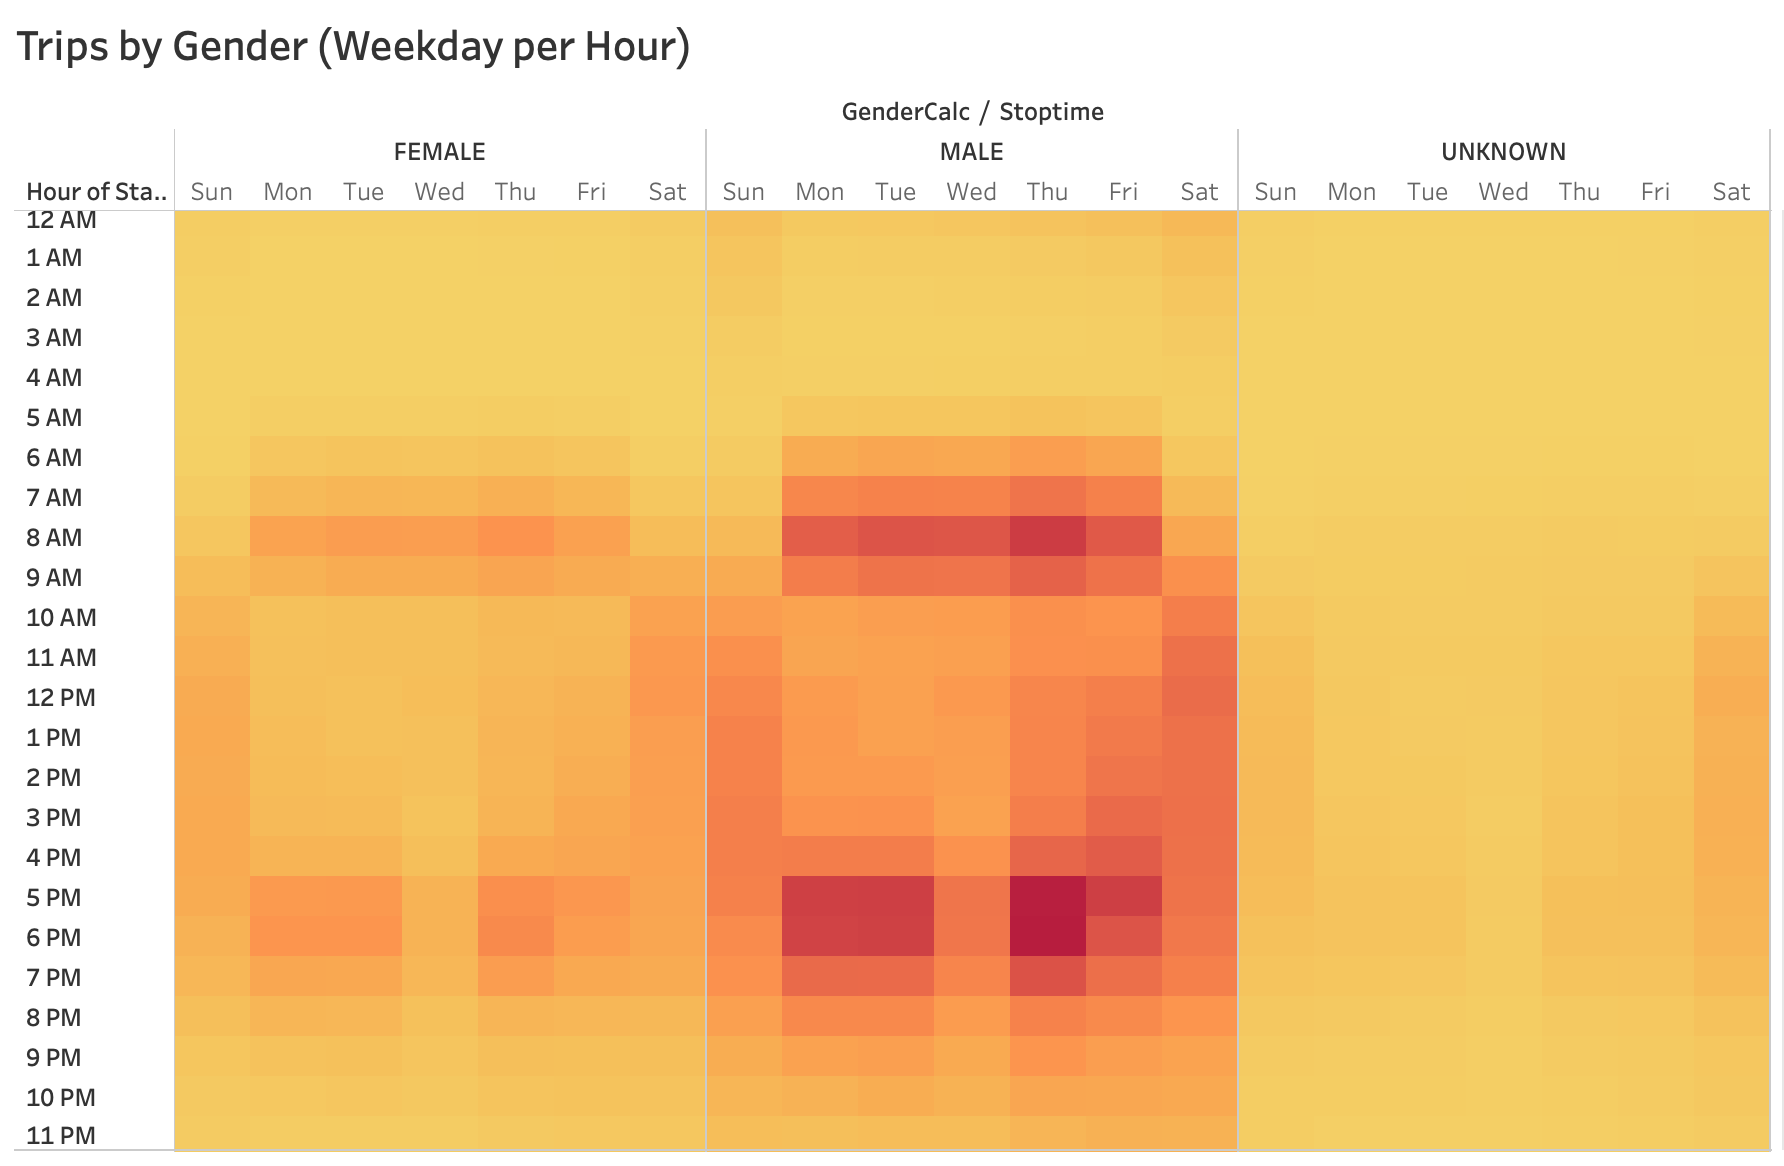 Trips by Gender (Weekday per Hour)
GenderCalc / Stoptime
FEMALE MALE UNKNOWN
Hour of Sta.. Sun Mon Tue Wed Thu Fri Sat Sun Mon Tue Wed Thu Fri Sat Sun Mon Tue Wed Thu Fri Sat
12 AM
1 AM
2 AM
3 AM
4 AM
5 AM
6 AM
7 AM
8 AM
9 AM
10 AM
11 AM
12 PM
1 PM
2 PM
3 PM
4 PM
5 PM
6 PM
7 PM
8 PM
9 PM
10 PM
11 PM